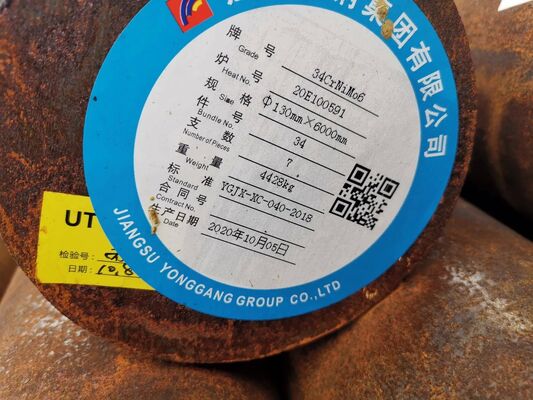 集团有限公司
牌号 Grade 34CrNiMo6
炉号 Heat No. 20E100591
规格 Size Φ130mm×6000mm
件号 Bundle No. 34
支数 Number of Pieces 7
重量 Weight 4428kg
标准 Standard YGJX-XC-040-2018
合同号 Contract No.
生产日期 Date 2020年10月05日
JIANGSU YONGGANG GROUP CO.,LTD
UT
检验号:
日期: